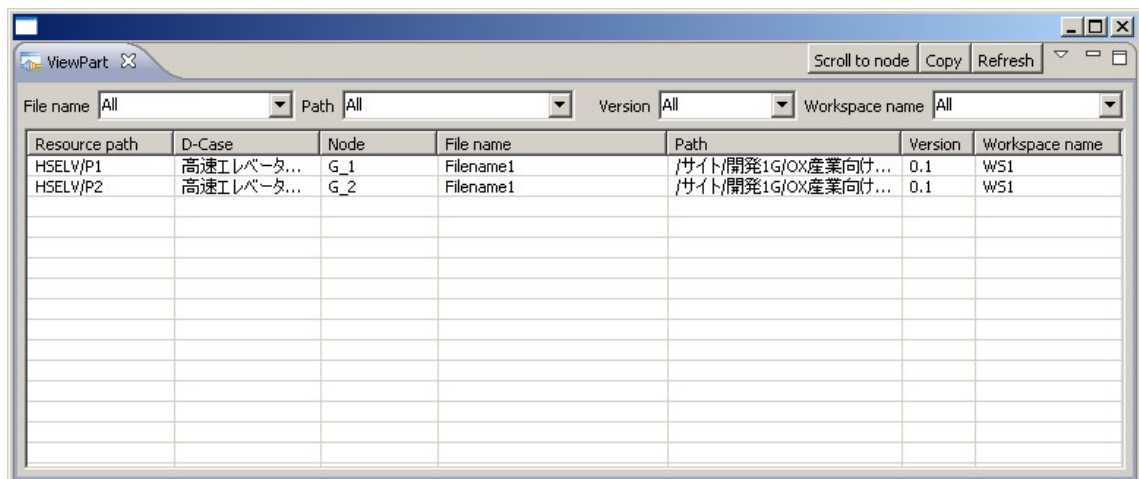 ViewPart Scroll to node Copy Refresh
File name All Path All Version All Workspace name All
Resource path D-Case Node File name Path Version Workspace name
HSELV/P1 高速エレベータ... G_1 Filename1 /サイト/開発1G/OX産業向け... 0.1 WS1
HSELV/P2 高速エレベータ... G_2 Filename1 /サイト/開発1G/OX産業向け... 0.1 WS1